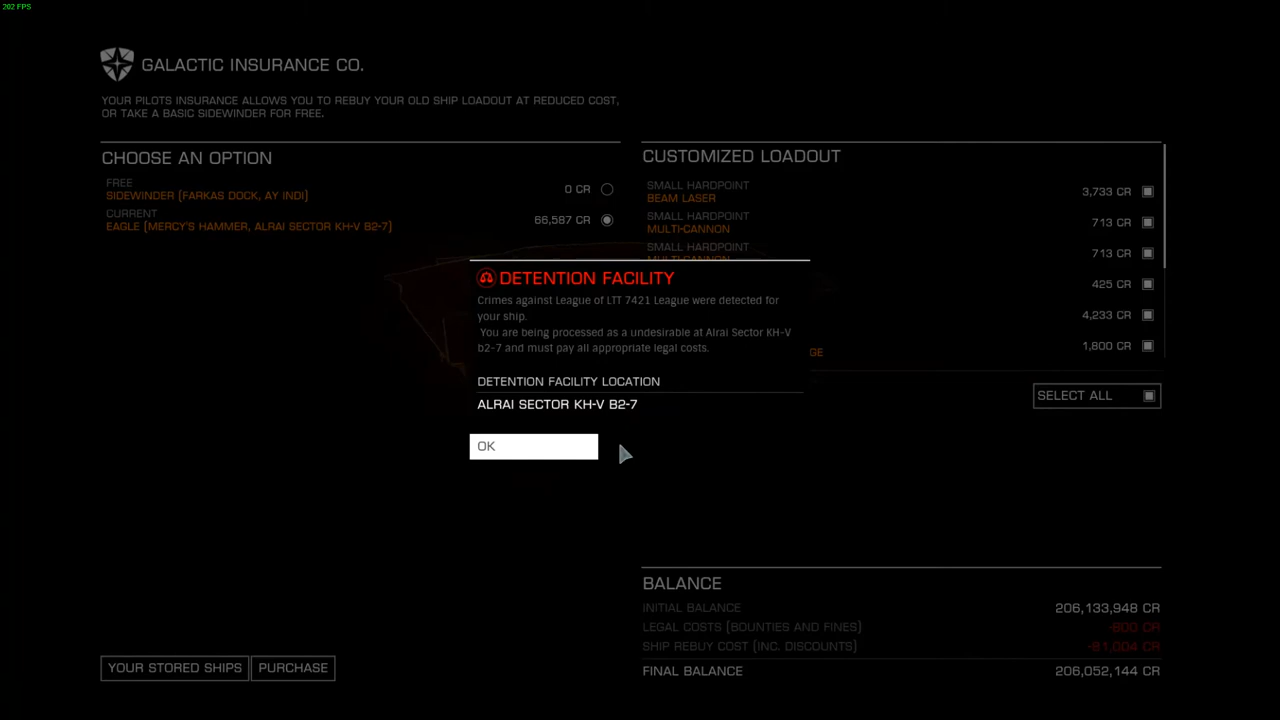 202 FPS
GALACTIC INSURANCE CO.
YOUR PILOTS INSURANCE ALLOWS YOU TO REBUY YOUR OLD SHIP LOADOUT AT REDUCED COST,
OR TAKE A BASIC SIDEWINDER FOR FREE.
CHOOSE AN OPTION
FREE
SIDEWINDER (FARKAS DOCK, AY INDI)
0 CR
CURRENT
EAGLE (MERCY'S HAMMER, ALRAI SECTOR KH-V B2-7)
66,587 CR
CUSTOMIZED LOADOUT
SMALL HARDPOINT
BEAM LASER
3,733 CR
SMALL HARDPOINT
MULTI-CANNON
713 CR
SMALL HARDPOINT
MULTI-CANNON
713 CR
425 CR
4,233 CR
1,800 CR
SELECT ALL
DETENTION FACILITY
Crimes against League of LTT 7421 League were detected for
your ship.
You are being processed as a undesirable at Alrai Sector KH-V
b2-7 and must pay all appropriate legal costs.
DETENTION FACILITY LOCATION
ALRAI SECTOR KH-V B2-7
OK
BALANCE
INITIAL BALANCE 206,133,948 CR
LEGAL COSTS (BOUNTIES AND FINES) -800 CR
SHIP REBUY COST (INC. DISCOUNTS) -81,004 CR
FINAL BALANCE 206,052,144 CR
YOUR STORED SHIPS
PURCHASE